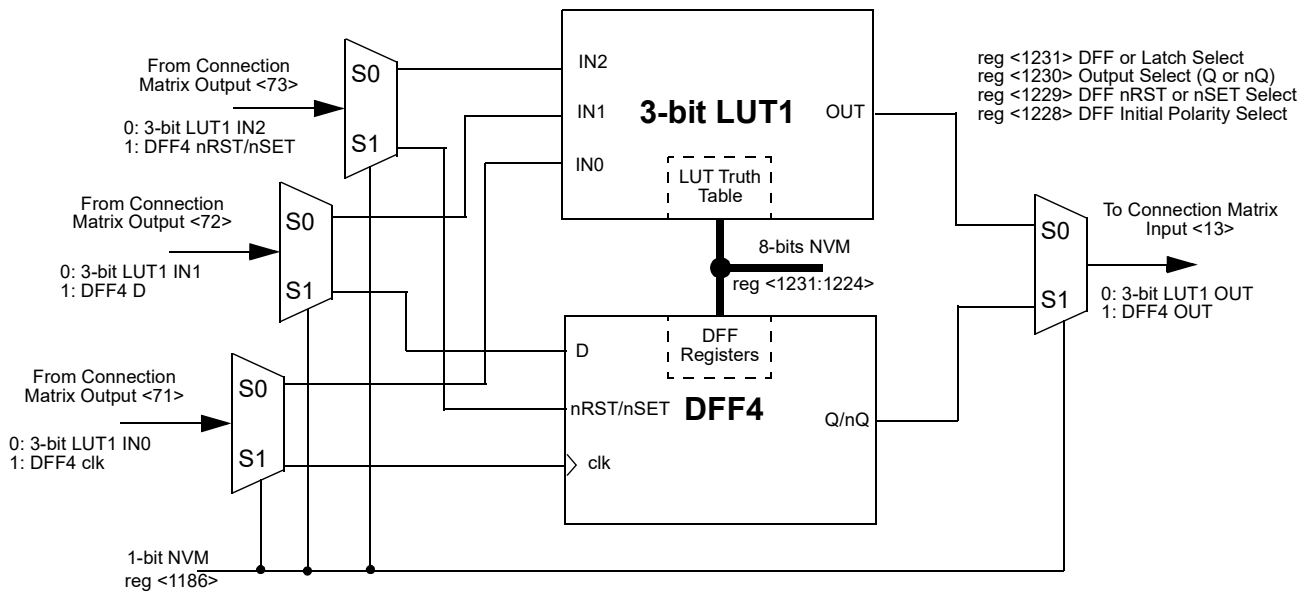 From Connection
Matrix Output <73>
0: 3-bit LUT1 IN2
1: DFF4 nRST/nSET
S0
S1
From Connection
Matrix Output <72>
0: 3-bit LUT1 IN1
1: DFF4 D
S0
S1
From Connection
Matrix Output <71>
0: 3-bit LUT1 IN0
1: DFF4 clk
S0
S1
1-bit NVM
reg <1186>
IN2
IN1
IN0
3-bit LUT1
OUT
LUT Truth
Table
8-bits NVM
reg <1231:1224>
DFF
Registers
D
nRST/nSET
clk
DFF4
Q/nQ
reg <1231> DFF or Latch Select
reg <1230> Output Select (Q or nQ)
reg <1229> DFF nRST or nSET Select
reg <1228> DFF Initial Polarity Select
S0
S1
To Connection Matrix
Input <13>
0: 3-bit LUT1 OUT
1: DFF4 OUT